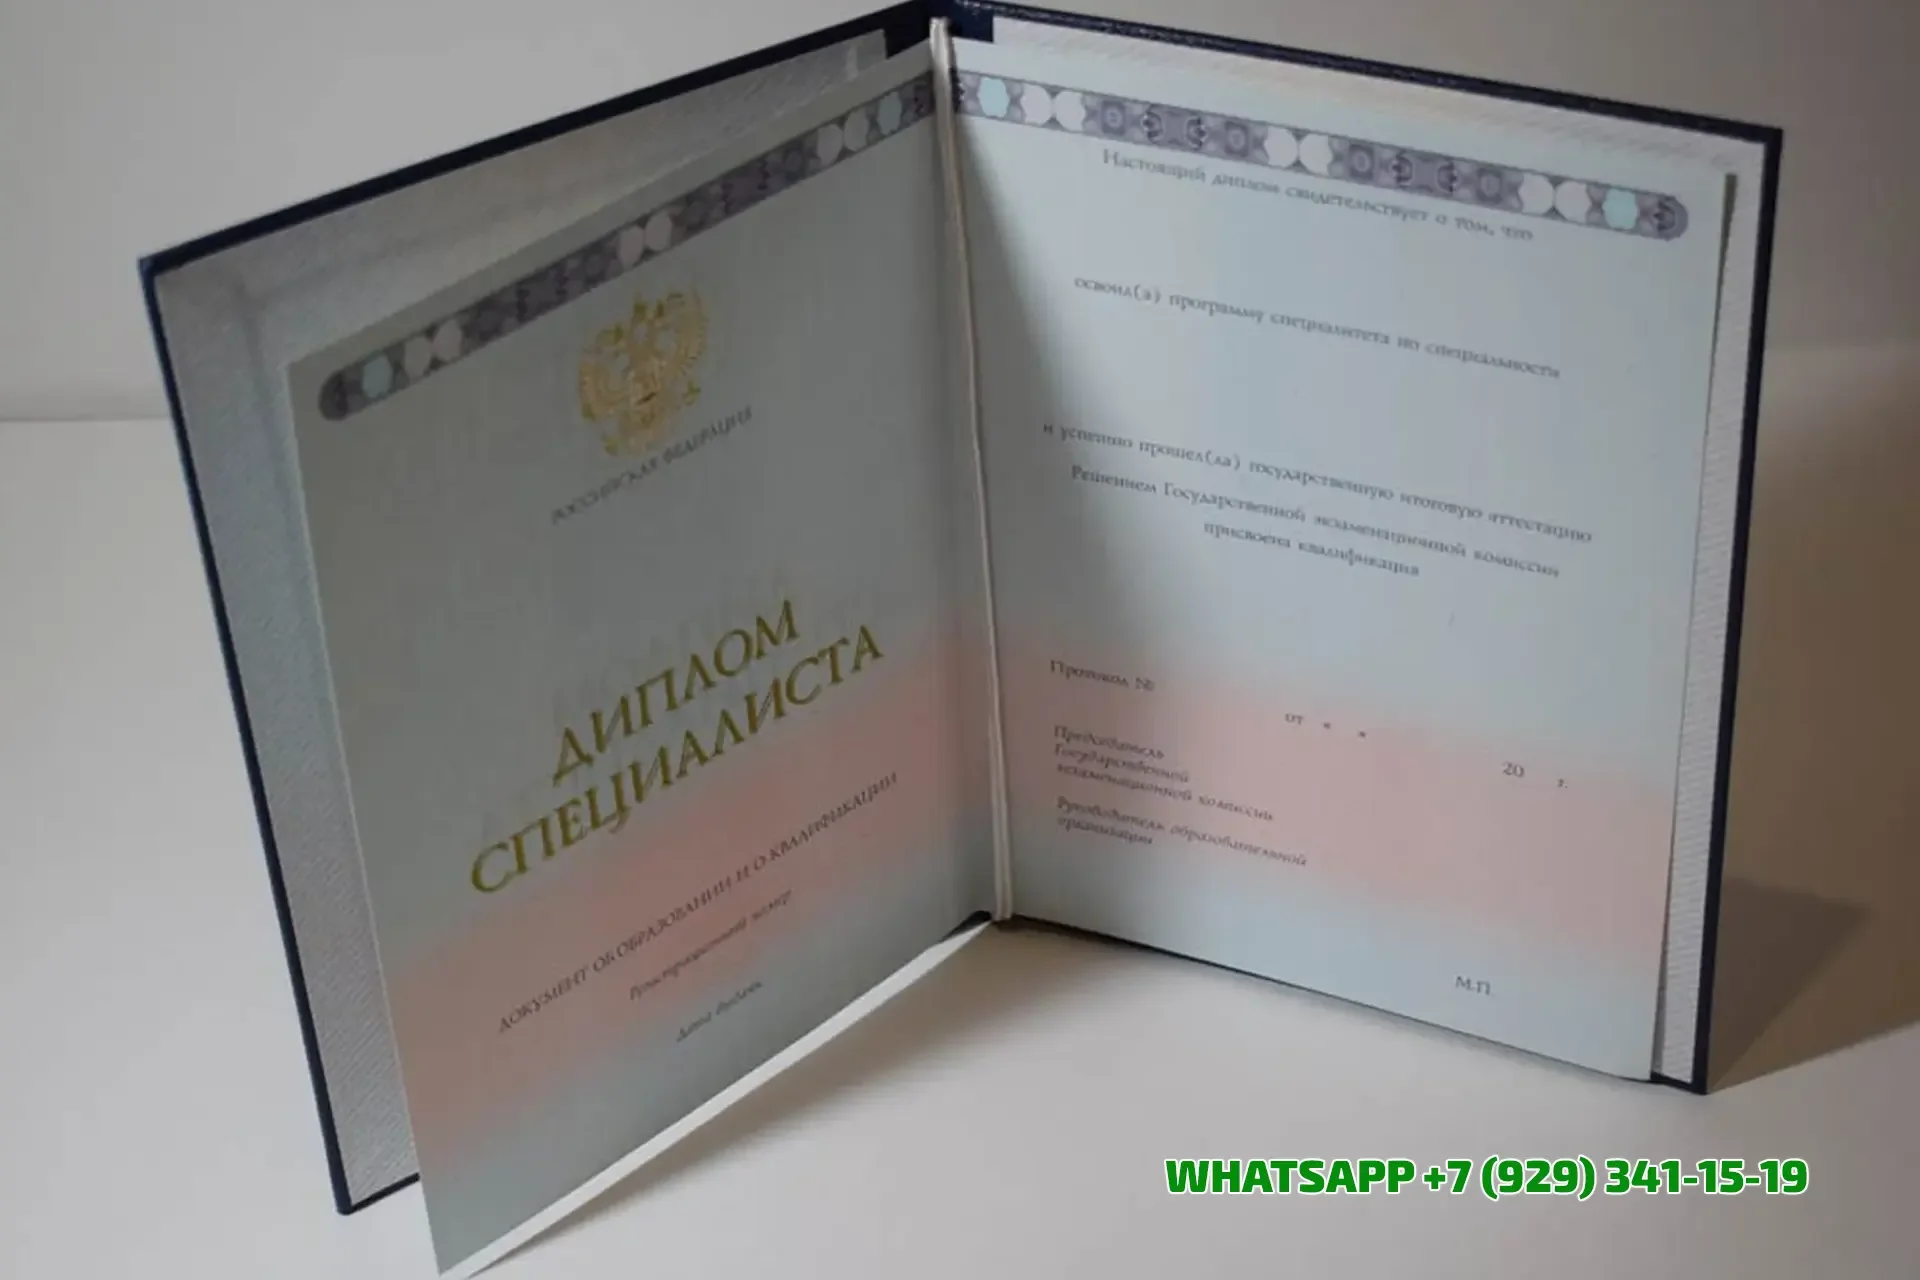 РОССИЙСКАЯ ФЕДЕРАЦИЯ
ДИПЛОМ
СПЕЦИАЛИСТА
ДОКУМЕНТ ОБ ОБРАЗОВАНИИ И О КВАЛИФИКАЦИИ
Регистрационный номер
Дата выдачи
Настоящий диплом свидетельствует о том, что
освоил(а) программу специалитета по специальности
и успешно прошел(ла) государственную итоговую аттестацию
Решением Государственной экзаменационной комиссии
присвоена квалификация
Протокол №
от « » 20 г.
Председатель
Государственной
экзаменационной комиссии
Руководитель образовательной
организации
М.П.
WHATSAPP +7 (929) 341-15-19